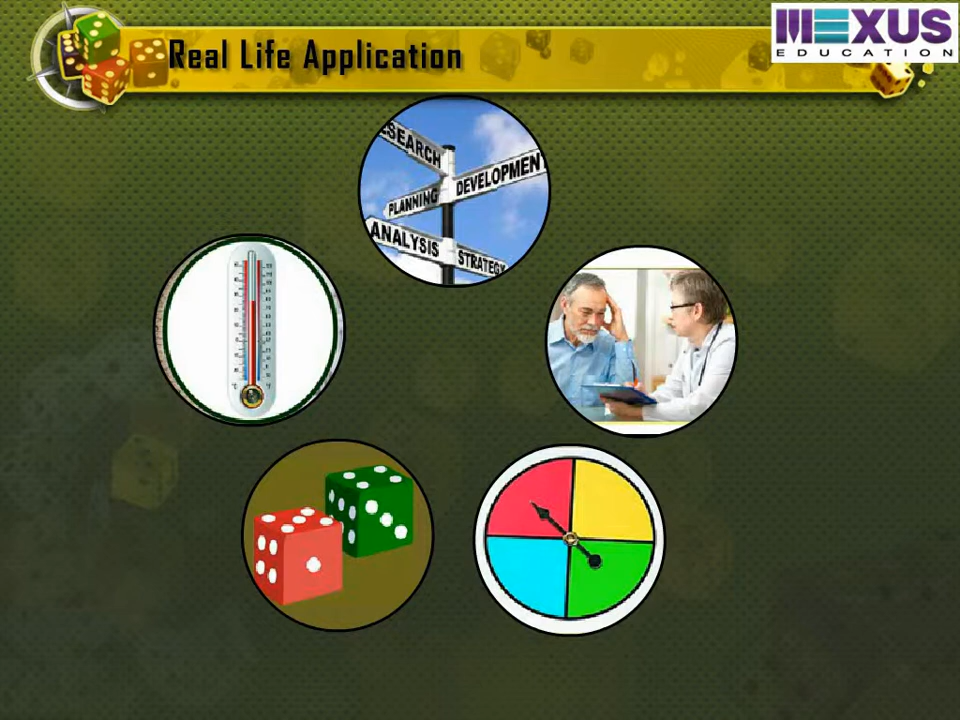 Real Life Application
MEXUS
EDUCATION
ESEARCH
DEVELOPMENT
PLANNING
ANALYSIS
STRATEGY
°C
°F